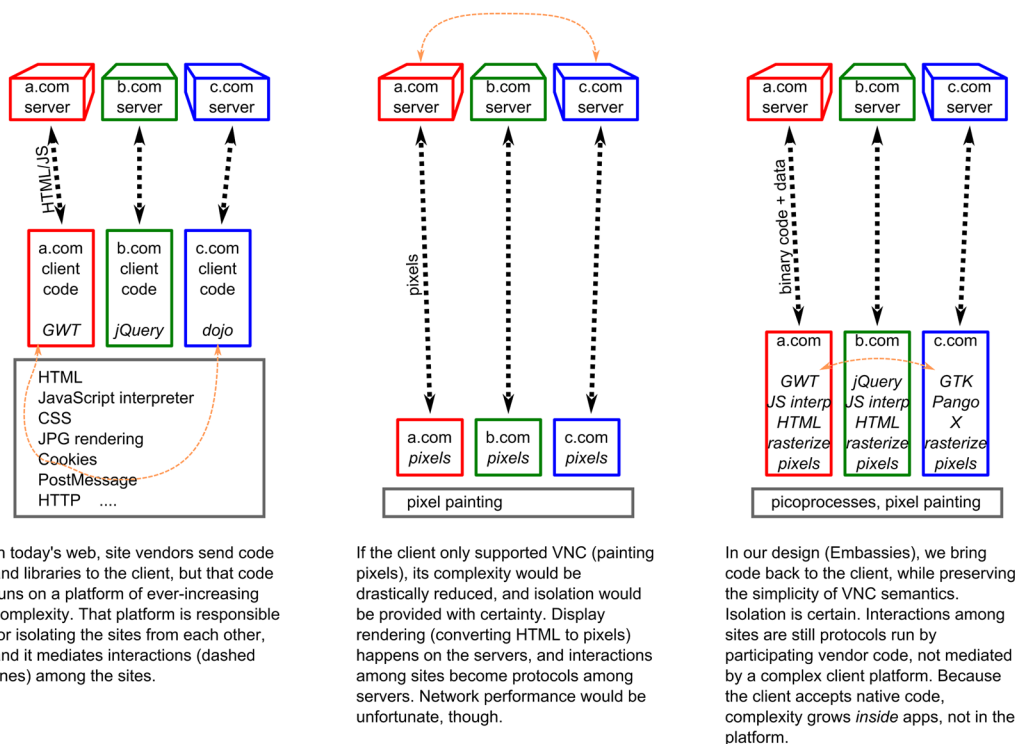 a.com
server
b.com
server
c.com
server
HTML/JS
a.com
client
code
GWT
b.com
client
code
jQuery
c.com
client
code
dojo
HTML
JavaScript interpreter
CSS
JPG rendering
Cookies
PostMessage
HTTP ....
n today's web, site vendors send code
nd libraries to the client, but that code
uns on a platform of ever-increasing
omplexity. That platform is responsible
or isolating the sites from each other,
nd it mediates interactions (dashed
nes) among the sites.
a.com
server
b.com
server
c.com
server
pixels
a.com
pixels
b.com
pixels
c.com
pixels
pixel painting
If the client only supported VNC (painting
pixels), its complexity would be
drastically reduced, and isolation would
be provided with certainty. Display
rendering (converting HTML to pixels)
happens on the servers, and interactions
among sites become protocols among
servers. Network performance would be
unfortunate, though.
a.com
server
b.com
server
c.com
server
binary code + data
a.com
GWT
JS interp
HTML
rasterize
pixels
b.com
jQuery
JS interp
HTML
rasterize
pixels
c.com
GTK
Pango
X
rasterize
pixels
picoprocesses, pixel painting
In our design (Embassies), we bring
code back to the client, while preserving
the simplicity of VNC semantics.
Isolation is certain. Interactions among
sites are still protocols run by
participating vendor code, not mediated
by a complex client platform. Because
the client accepts native code,
complexity grows inside apps, not in the
platform.